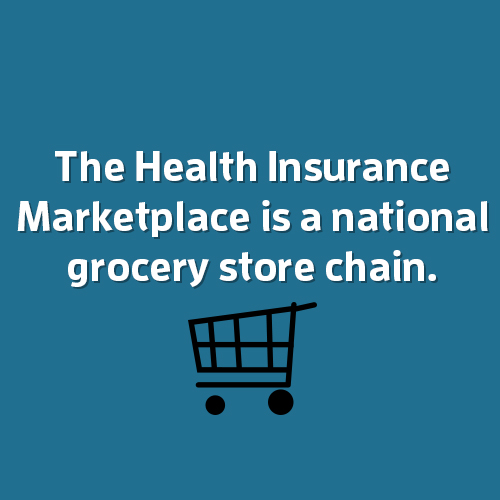 The Health Insurance
Marketplace is a national
grocery store chain.